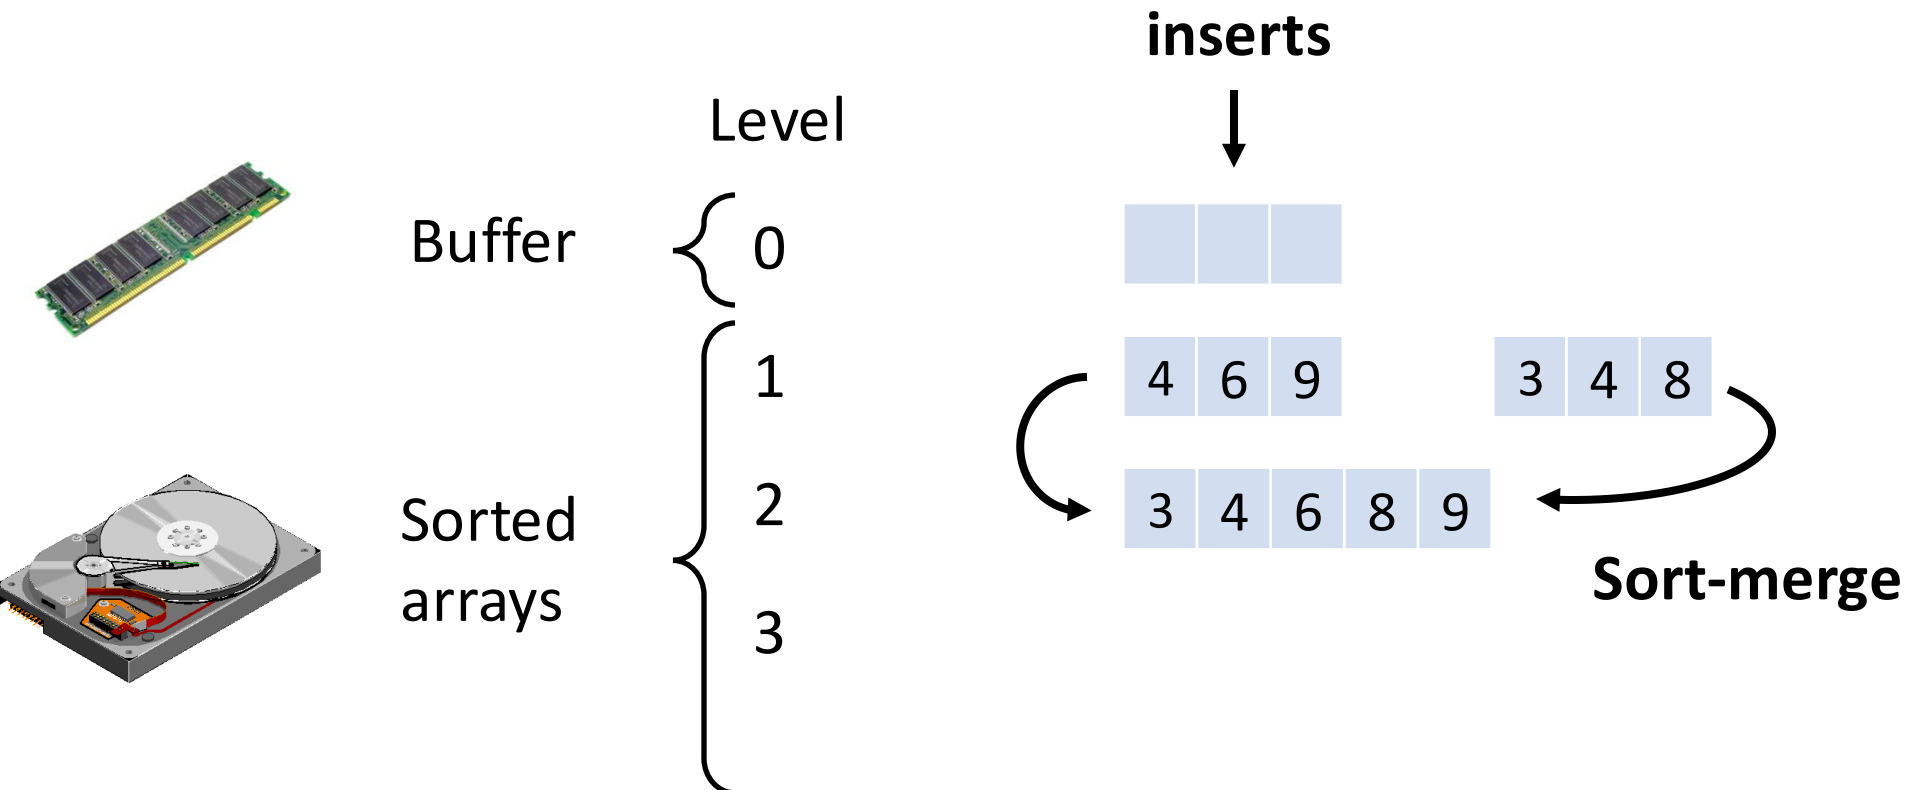 inserts
Level
Buffer
0
1
4 6 9
3 4 8
Sorted
arrays
2
3 4 6 8 9
Sort-merge
3